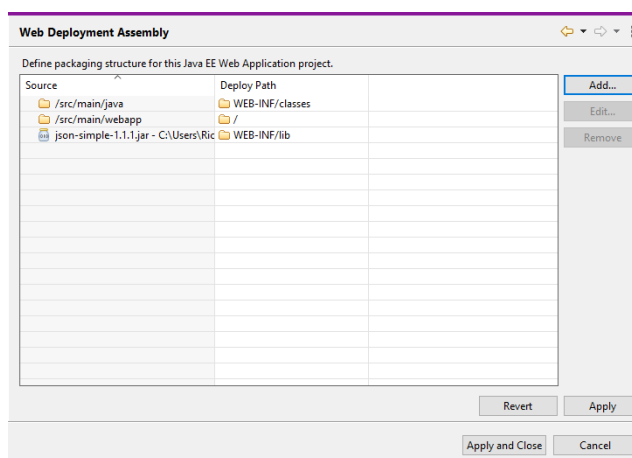 Web Deployment Assembly
Define packaging structure for this Java EE Web Application project.
Source Deploy Path
Add...
/src/main/java WEB-INF/classes
Edit...
/src/main/webapp /
json-simple-1.1.1.jar - C:\Users\Ric WEB-INF/lib
Remove
Revert Apply
Apply and Close Cancel